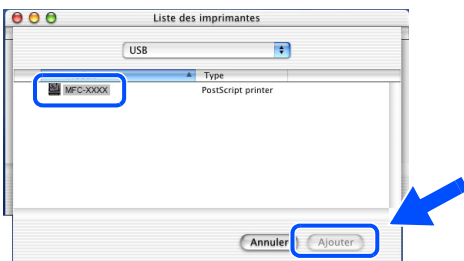 Liste des imprimantes
USB
Type
MFC-XXXX
PostScript printer
Annuler
Ajouter